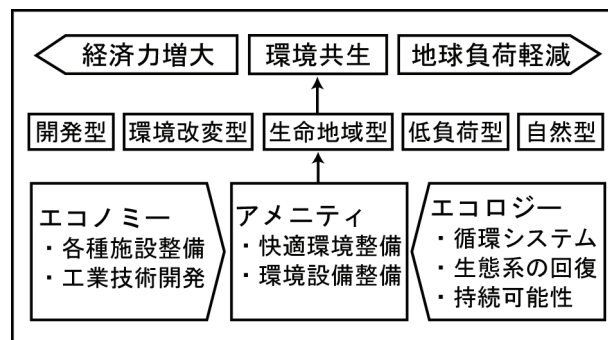 経済力増大
環境共生
地球負荷軽減
開発型
環境改変型
生命地域型
低負荷型
自然型
エコノミー
・各種施設整備
・工業技術開発
アメニティ
・快適環境整備
・環境設備整備
エコロジー
・循環システム
・生態系の回復
・持続可能性